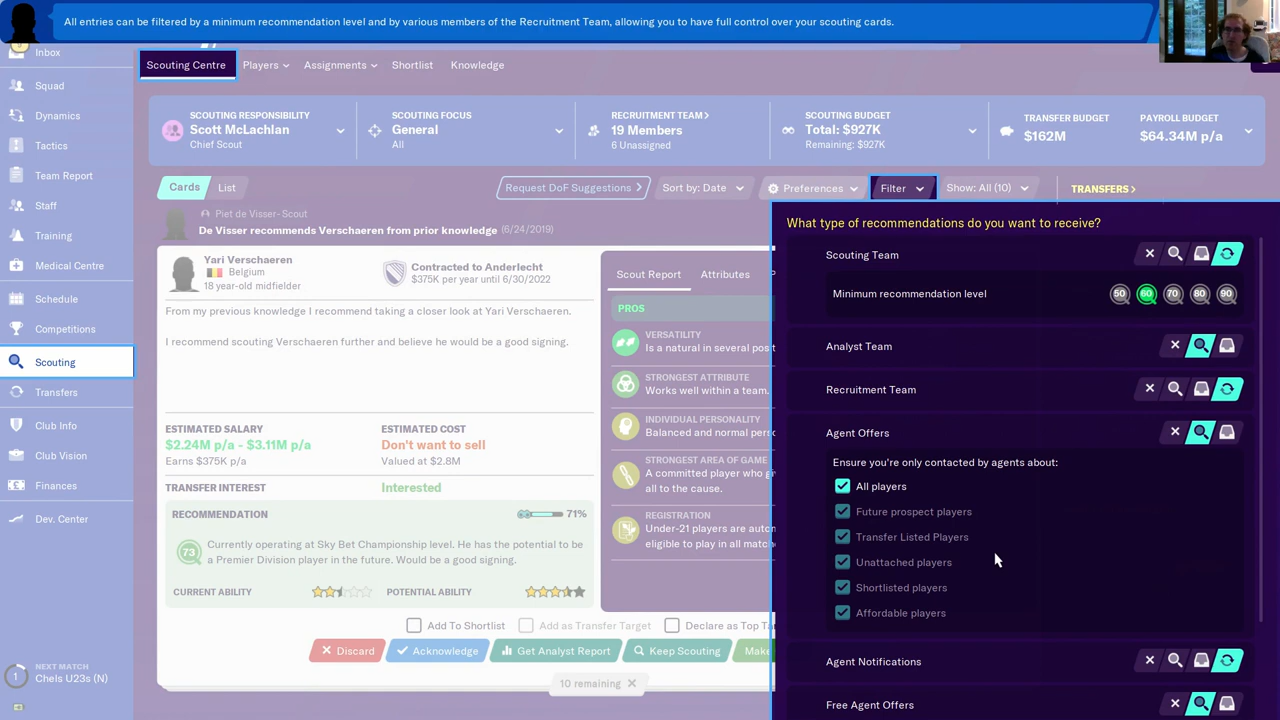 All entries can be filtered by a minimum recommendation level and by various members of the Recruitment Team, allowing you to have full control over your scouting cards.
Inbox
Squad
Dynamics
Tactics
Team Report
Staff
Training
Medical Centre
Schedule
Competitions
Scouting
Transfers
Club Info
Club Vision
Finances
Dev. Center
1
NEXT MATCH
Chels U23s (N)
Scouting Centre
Players
Assignments
Shortlist
Knowledge
SCOUTING RESPONSIBILITY
Scott McLachlan
Chief Scout
SCOUTING FOCUS
General
All
RECRUITMENT TEAM >
19 Members
6 Unassigned
SCOUTING BUDGET
Total: $927K
Remaining: $927K
TRANSFER BUDGET
$162M
PAYROLL BUDGET
$64.34M p/a
Cards
List
Request DoF Suggestions >
Sort by: Date
Preferences
Filter
Show: All (10)
TRANSFERS >
Piet de Visser - Scout
De Visser recommends Verschaeren from prior knowledge (6/24/2019)
Yari Verschaeren
Belgium
18 year-old midfielder
Contracted to Anderlecht
$375K per year until 6/30/2022
From my previous knowledge I recommend taking a closer look at Yari Verschaeren.
I recommend scouting Verschaeren further and believe he would be a good signing.
ESTIMATED SALARY
$2.24M p/a - $3.11M p/a
Earns $375K p/a
ESTIMATED COST
Don't want to sell
Valued at $2.8M
TRANSFER INTEREST
Interested
RECOMMENDATION
71%
73
Currently operating at Sky Bet Championship level. He has the potential to be
a Premier Division player in the future. Would be a good signing.
CURRENT ABILITY
POTENTIAL ABILITY
Scout Report
Attributes
PROS
VERSATILITY
Is a natural in several posit
STRONGEST ATTRIBUTE
Works well within a team.
INDIVIDUAL PERSONALITY
Balanced and normal perso
STRONGEST AREA OF GAME
A committed player who gi
all to the cause.
REGISTRATION
Under-21 players are autom
eligible to play in all match
Add To Shortlist
Add as Transfer Target
Declare as Top Tar
Discard
Acknowledge
Get Analyst Report
Keep Scouting
Make
10 remaining
What type of recommendations do you want to receive?
Scouting Team
Minimum recommendation level
50
60
70
80
90
Analyst Team
Recruitment Team
Agent Offers
Ensure you're only contacted by agents about:
All players
Future prospect players
Transfer Listed Players
Unattached players
Shortlisted players
Affordable players
Agent Notifications
Free Agent Offers